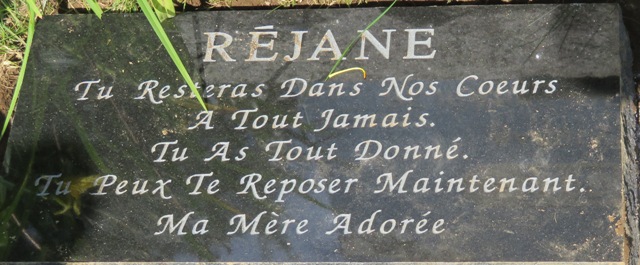 RÉJANE
Tu Resteras Dans Nos Coeurs
A Tout Jamais.
Tu As Tout Donné.
Tu Peux Te Reposer Maintenant.
Ma Mère Adorée